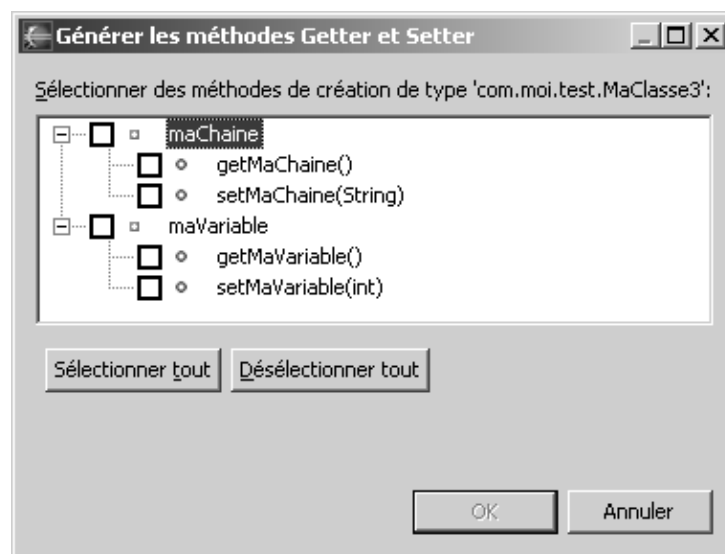 Générer les méthodes Getter et Setter
Sélectionner des méthodes de création de type 'com.moi.test.MaClasse3':
maChaine
getMaChaine()
setMaChaine(String)
maVariable
getMaVariable()
setMaVariable(int)
Sélectionner tout Désélectionner tout
OK Annuler